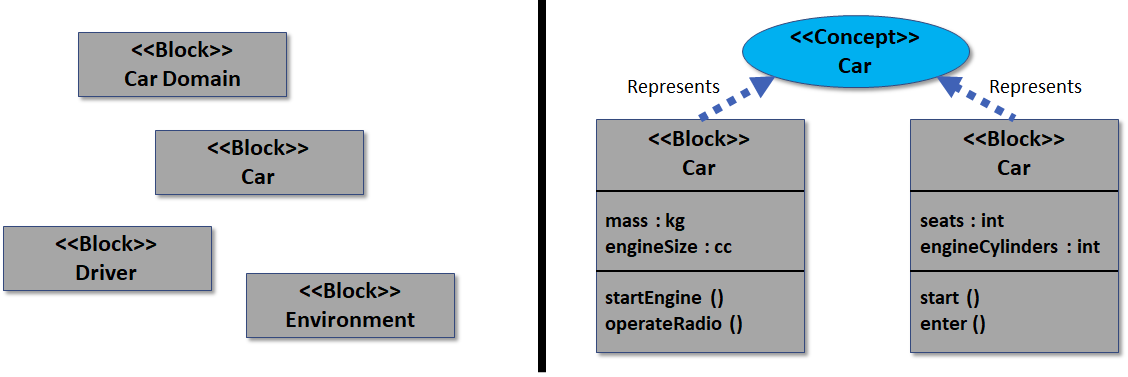 <<Block>>
Car Domain
<<Block>>
Car
<<Block>>
Driver
<<Block>>
Environment
<<Concept>>
Car
Represents
Represents
<<Block>>
Car
mass : kg
engineSize : cc
startEngine ()
operateRadio ()
<<Block>>
Car
seats : int
engineCylinders : int
start ()
enter ()